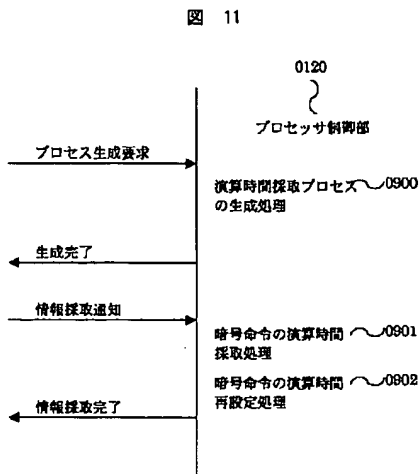 図 11
0120
プロセッサ制御部
プロセス生成要求
演算時間採取プロセス 0900
の生成処理
生成完了
情報採取通知
暗号命令の演算時間 0901
採取処理
暗号命令の演算時間 0902
再設定処理
情報採取完了